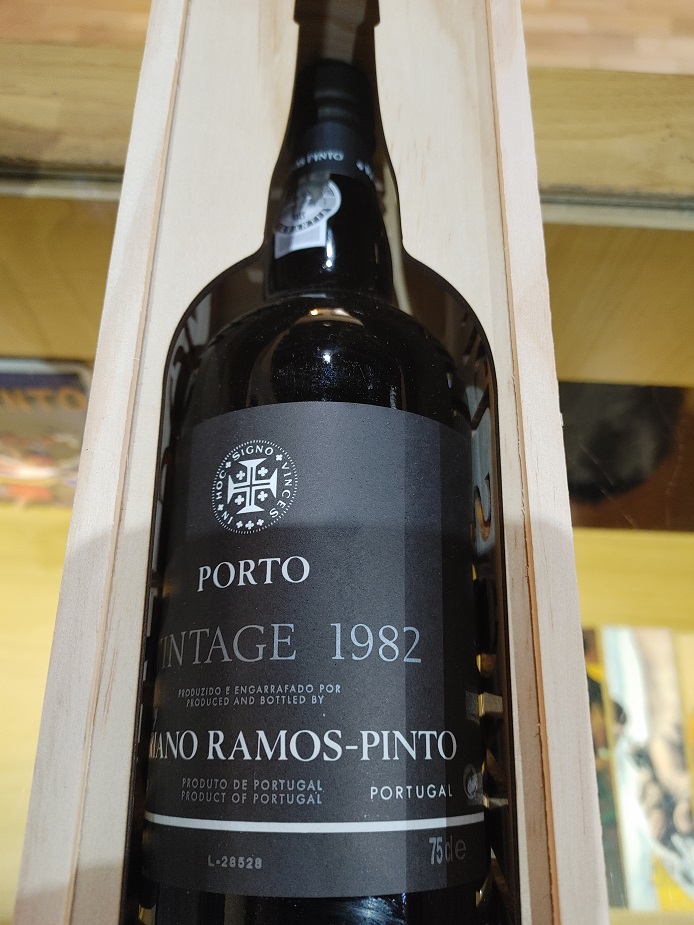 IN HOC SIGNO VINCES
PORTO
INTAGE 1982
PRODUZIDO E ENGARRAFADO POR
PRODUCED AND BOTTLED BY
IANO RAMOS-PINTO
PRODUTO DE PORTUGAL
PRODUCT OF PORTUGAL
PORTUGAL
L-28528
75cl e